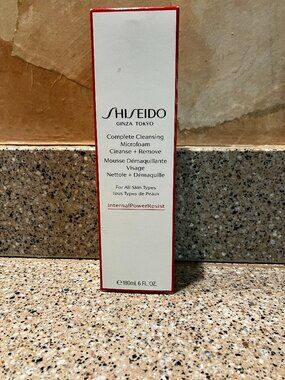 SHISEIDO
GINZA TOKYO
Complete Cleansing
Microfoam
Cleanse + Remove
Mousse Démaquillante
Visage
Nettoie + Démaquille
For All Skin Types
Tous Types de Peaux
InternalPowerResist
℮ 180mL 6 FL. OZ.